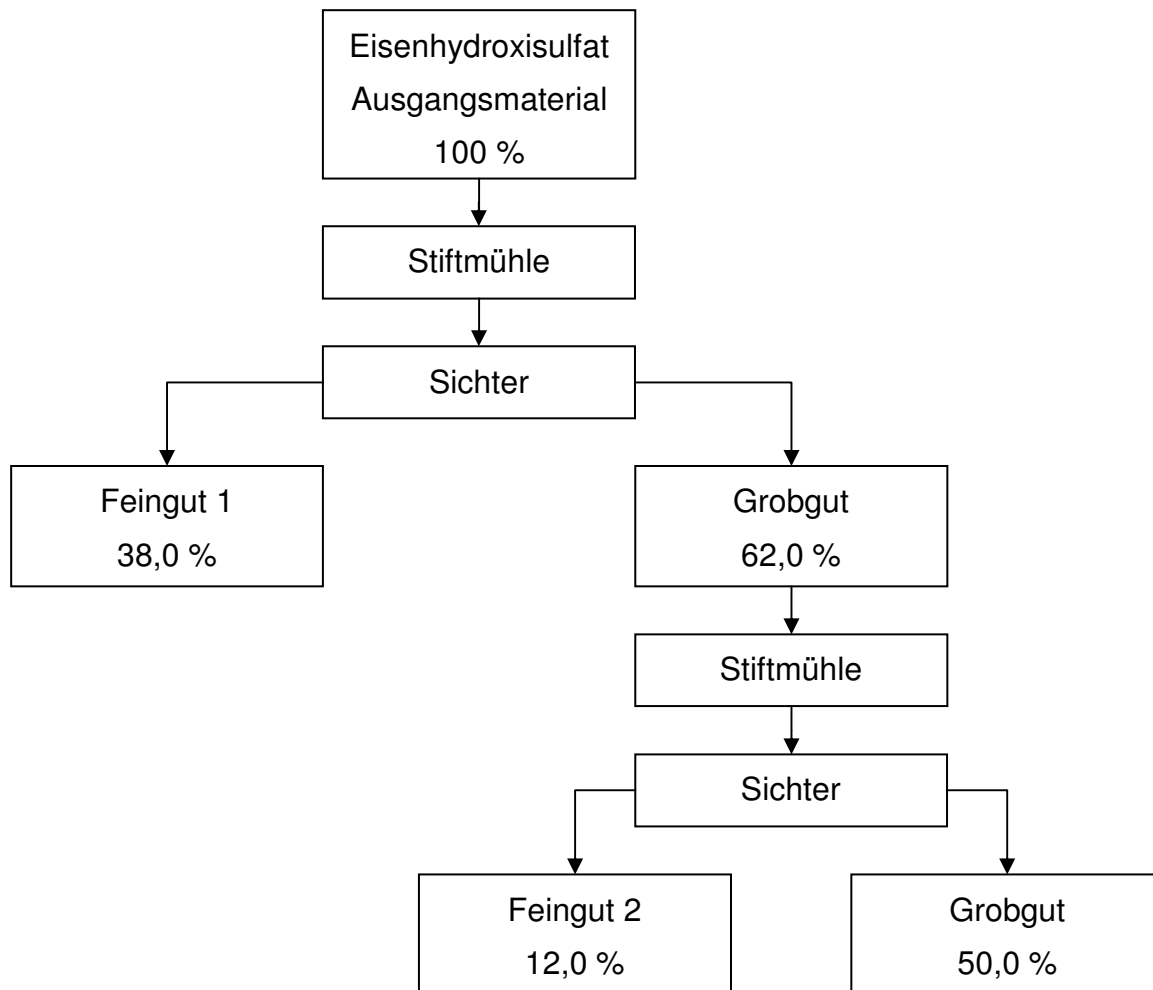 Eisenhydroxisulfat
Ausgangsmaterial
100 %
Stiftmühle
Sichter
Feingut 1
38,0 %
Grobgut
62,0 %
Stiftmühle
Sichter
Feingut 2
12,0 %
Grobgut
50,0 %